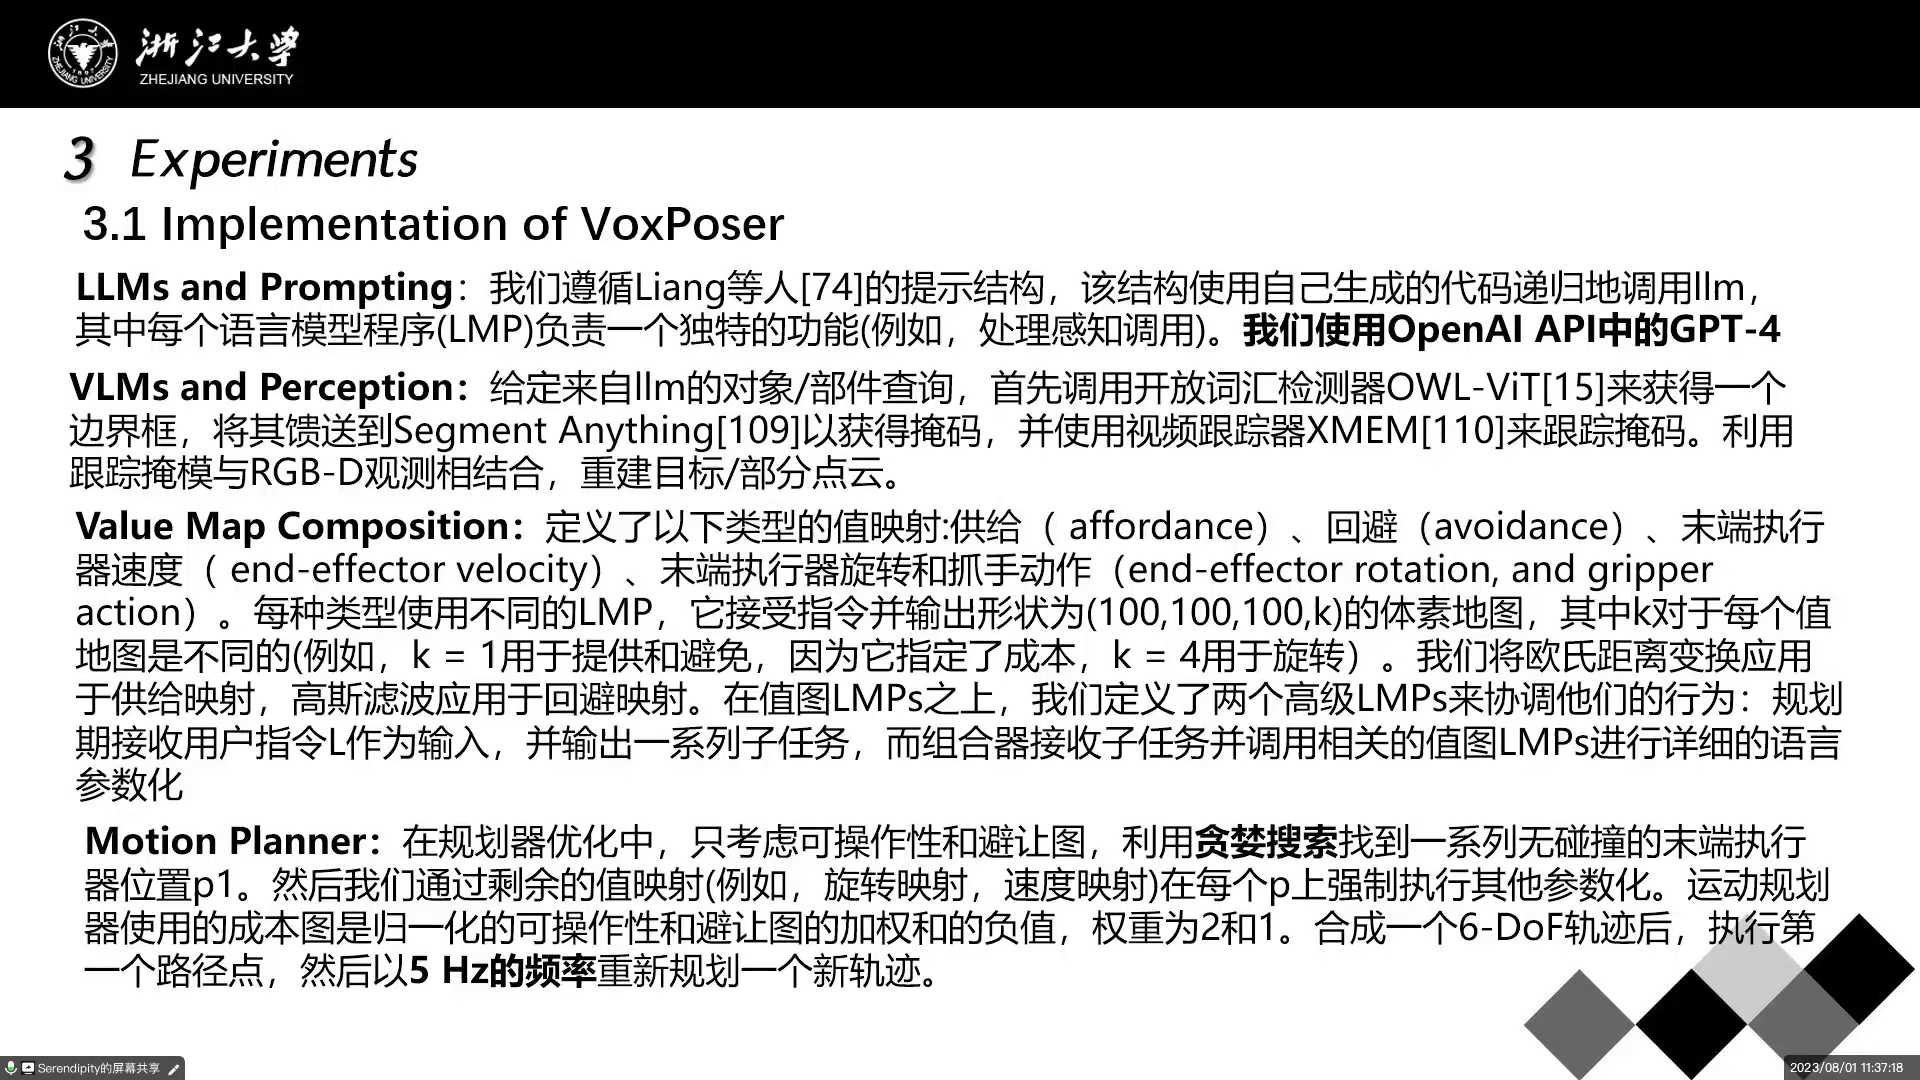 浙江大学
ZHEJIANG UNIVERSITY
3 Experiments
3.1 Implementation of VoxPoser
LLMs and Prompting：我们遵循Liang等人[74]的提示结构，该结构使用自己生成的代码递归地调用llm，
其中每个语言模型程序(LMP)负责一个独特的功能(例如，处理感知调用)。我们使用OpenAI API中的GPT-4
VLMs and Perception：给定来自llm的对象/部件查询，首先调用开放词汇检测器OWL-ViT[15]来获得一个
边界框，将其馈送到Segment Anything[109]以获得掩码，并使用视频跟踪器XMEM[110]来跟踪掩码。利用
跟踪掩模与RGB-D观测相结合，重建目标/部分点云。
Value Map Composition：定义了以下类型的值映射:供给（ affordance）、回避（avoidance）、末端执行
器速度（ end-effector velocity）、末端执行器旋转和抓手动作（end-effector rotation, and gripper
action）。每种类型使用不同的LMP，它接受指令并输出形状为(100,100,100,k)的体素地图，其中k对于每个值
地图是不同的(例如，k = 1用于提供和避免，因为它指定了成本，k = 4用于旋转）。我们将欧氏距离变换应用
于供给映射，高斯滤波应用于回避映射。在值图LMPs之上，我们定义了两个高级LMPs来协调他们的行为：规划
期接收用户指令L作为输入，并输出一系列子任务，而组合器接收子任务并调用相关的值图LMPs进行详细的语言
参数化
Motion Planner：在规划器优化中，只考虑可操作性和避让图，利用贪婪搜索找到一系列无碰撞的末端执行
器位置p1。然后我们通过剩余的值映射(例如，旋转映射，速度映射)在每个p上强制执行其他参数化。运动规划
器使用的成本图是归一化的可操作性和避让图的加权和的负值，权重为2和1。合成一个6-DoF轨迹后，执行第
一个路径点，然后以5 Hz的频率重新规划一个新轨迹。
Serendipity的屏幕共享
2023/08/01 11:37:18